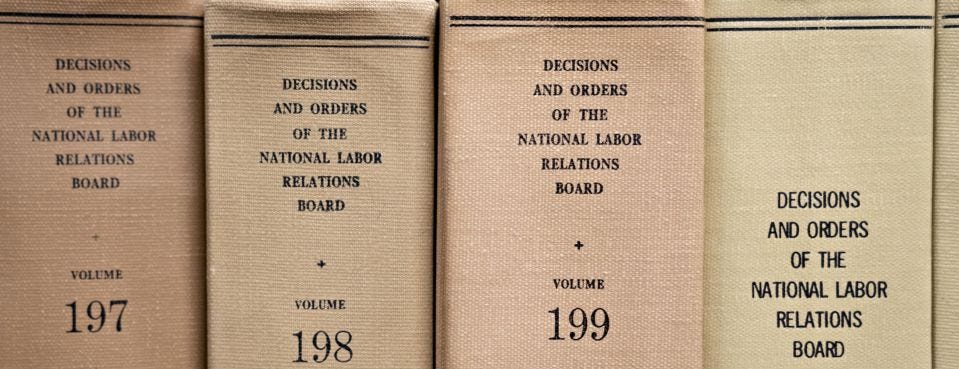 DECISIONS
AND ORDERS
OF THE
NATIONAL LABOR
RELATIONS
BOARD
+
VOLUME
197
DECISIONS
AND ORDERS
OF THE
NATIONAL LABOR
RELATIONS
BOARD
+
VOLUME
198
DECISIONS
AND ORDERS
OF THE
NATIONAL LABOR
RELATIONS
BOARD
+
VOLUME
199
DECISIONS
AND ORDERS
OF THE
NATIONAL LABOR
RELATIONS
BOARD